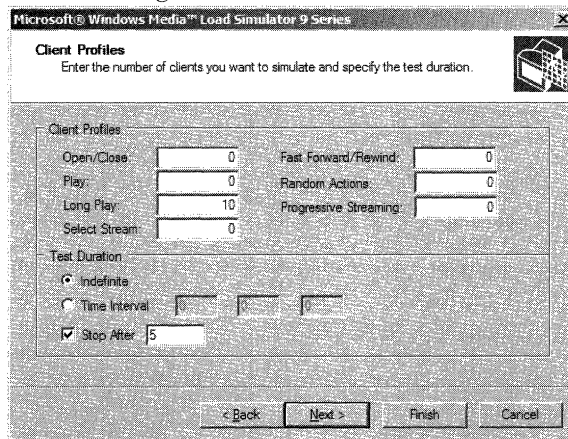 Microsoft® Windows Media™ Load Simulator 9 Series
Client Profiles
Enter the number of clients you want to simulate and specify the test duration.
Client Profiles
Open/Close: 0
Fast Forward/Rewind: 0
Play: 0
Random Actions 0
Long Play: 10
Progressive Streaming: 0
Select Stream: 0
Test Duration
Indefinite
Time Interval 0 0 0
Stop After 5
< Back
Next >
Finish
Cancel